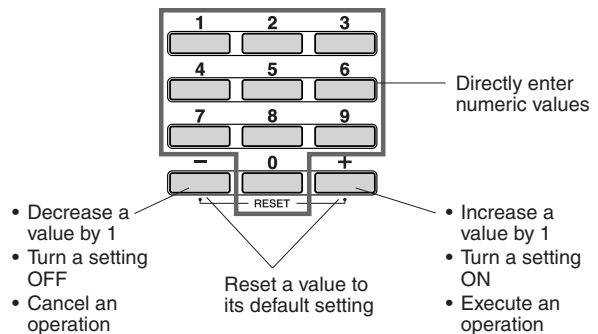 1 2 3
4 5 6
7 8 9
− 0 +
RESET
Directly enter
numeric values
• Decrease a
value by 1
• Turn a setting
OFF
• Cancel an
operation
Reset a value to
its default setting
• Increase a
value by 1
• Turn a setting
ON
• Execute an
operation